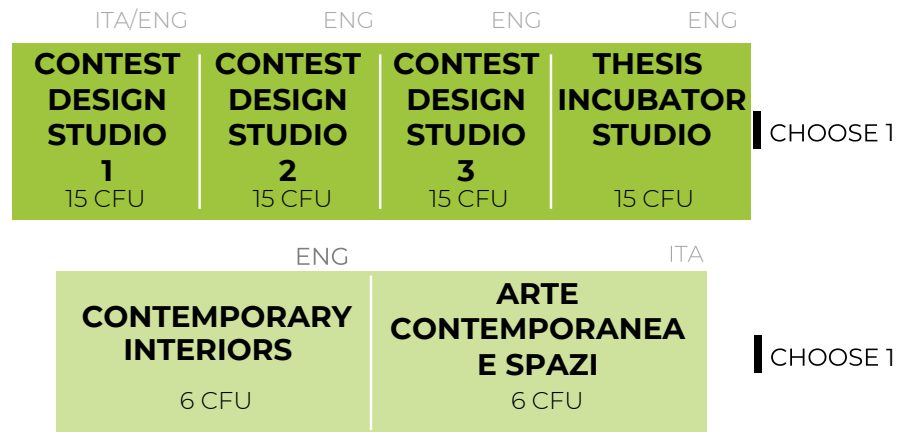 ITA/ENG ENG ENG ENG
CONTEST CONTEST CONTEST THESIS
DESIGN DESIGN DESIGN INCUBATOR
STUDIO STUDIO STUDIO STUDIO
1 2 3
15 CFU 15 CFU 15 CFU 15 CFU
CHOOSE 1
ENG ITA
CONTEMPORARY
INTERIORS
6 CFU
ARTE
CONTEMPORANEA
E SPAZI
6 CFU
CHOOSE 1